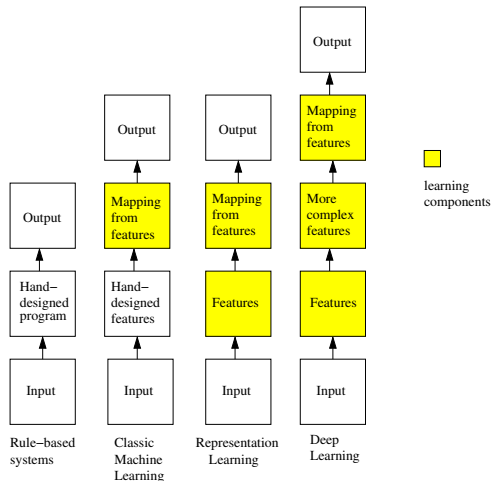 Output
Output
Mapping
from
features
Output
Mapping
from
features
Output
Mapping
from
features
More
complex
features
Output
Hand−
designed
program
Hand−
designed
features
Features
Features
Input
Input
Input
Input
Rule−based
systems
Classic
Machine
Learning
Representation
Learning
Deep
Learning
learning
components